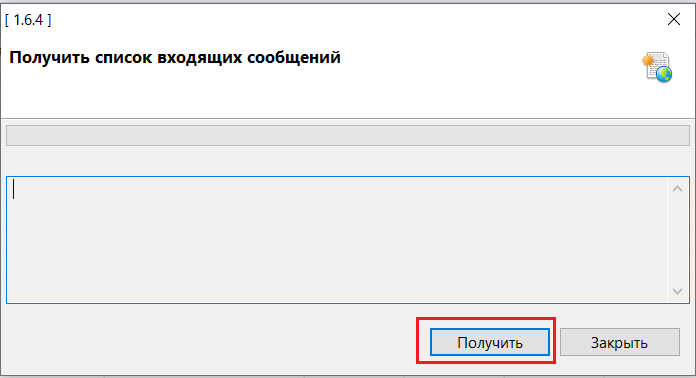 [ 1.6.4 ]
Получить список входящих сообщений
Получить
Закрыть